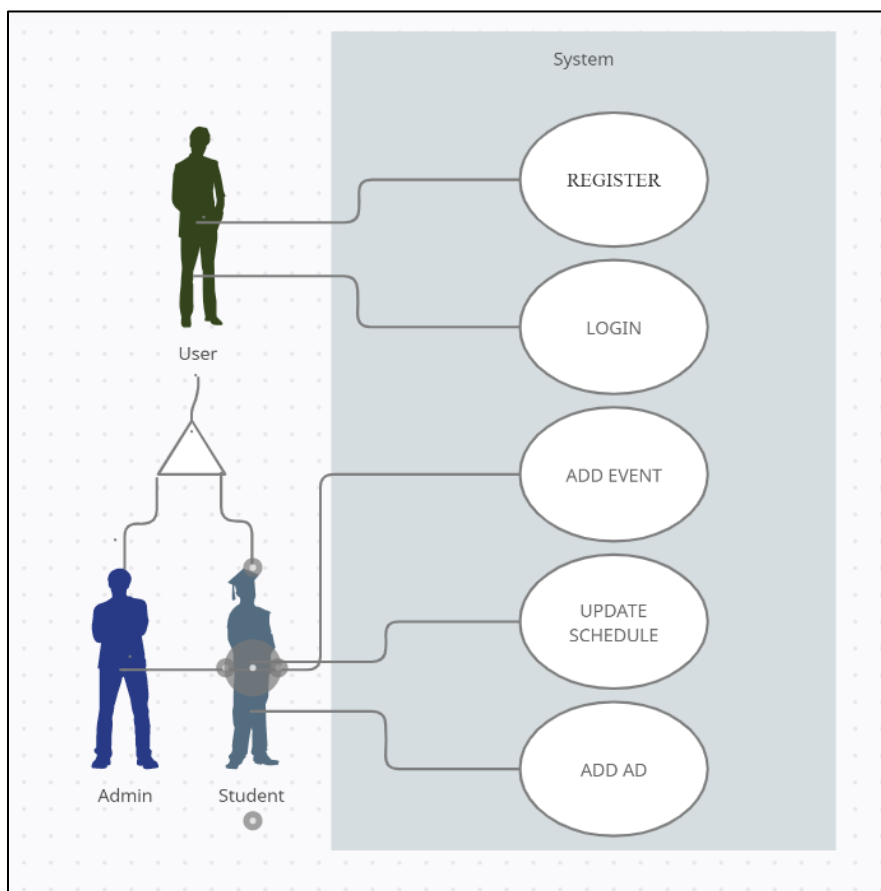 System
REGISTER
LOGIN
User
ADD EVENT
UPDATE
SCHEDULE
ADD AD
Admin
Student